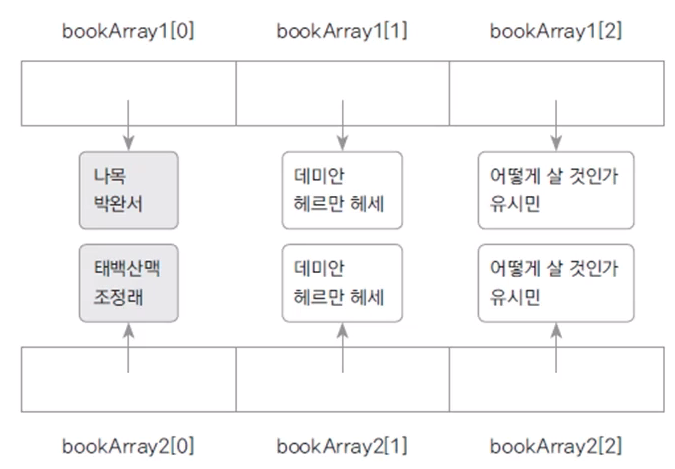 bookArray1[0] bookArray1[1] bookArray1[2]
나목 데미안 어떻게 살 것인가
박완서 헤르만 헤세 유시민
태백산맥 데미안 어떻게 살 것인가
조정래 헤르만 헤세 유시민
bookArray2[0] bookArray2[1] bookArray2[2]